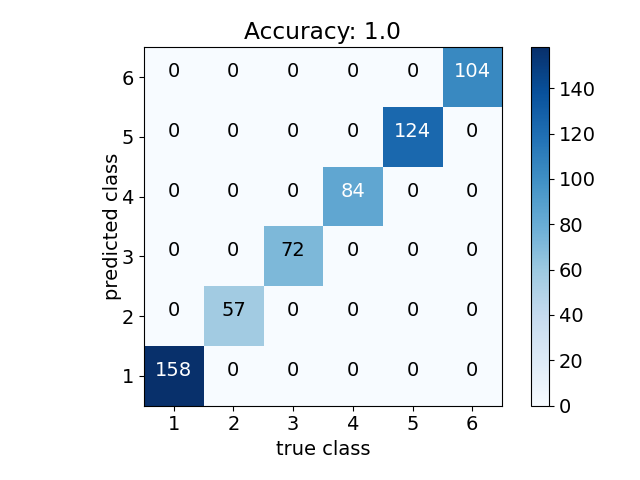 Accuracy: 1.0
predicted class
6 0 0 0 0 0 104
5 0 0 0 0 124 0
4 0 0 0 84 0 0
3 0 0 72 0 0 0
2 0 57 0 0 0 0
1 158 0 0 0 0 0
1 2 3 4 5 6
true class
140
120
100
80
60
40
20
0